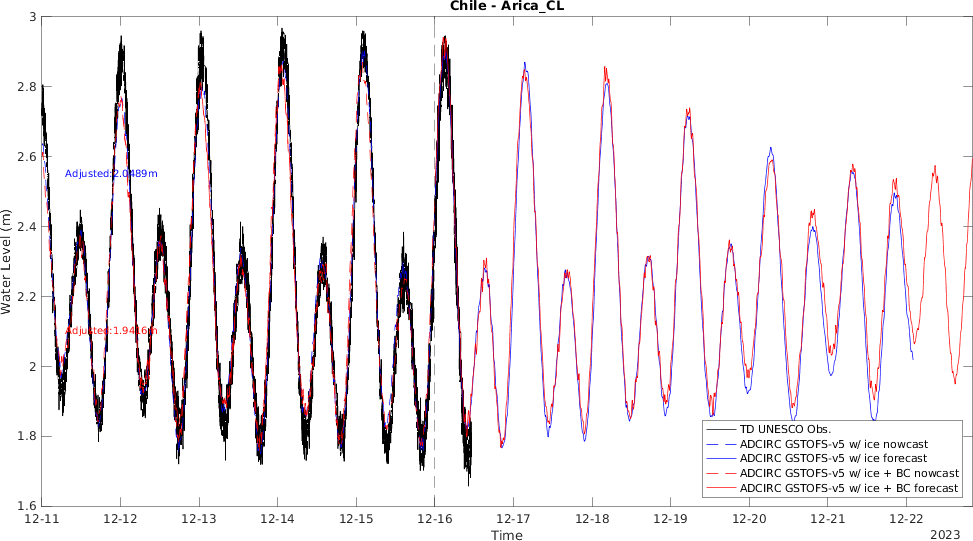 Chile - Arica_CL
3
2.8
2.6
2.4
2.2
2
1.8
1.6
Water Level (m)
Adjusted:2.0489m
Adjusted:1.9416m
TD UNESCO Obs.
ADCIRC GSTOFS-v5 w/ ice nowcast
ADCIRC GSTOFS-v5 w/ ice forecast
ADCIRC GSTOFS-v5 w/ ice + BC nowcast
ADCIRC GSTOFS-v5 w/ ice + BC forecast
12-11 12-12 12-13 12-14 12-15 12-16 12-17 12-18 12-19 12-20 12-21 12-22
Time
2023